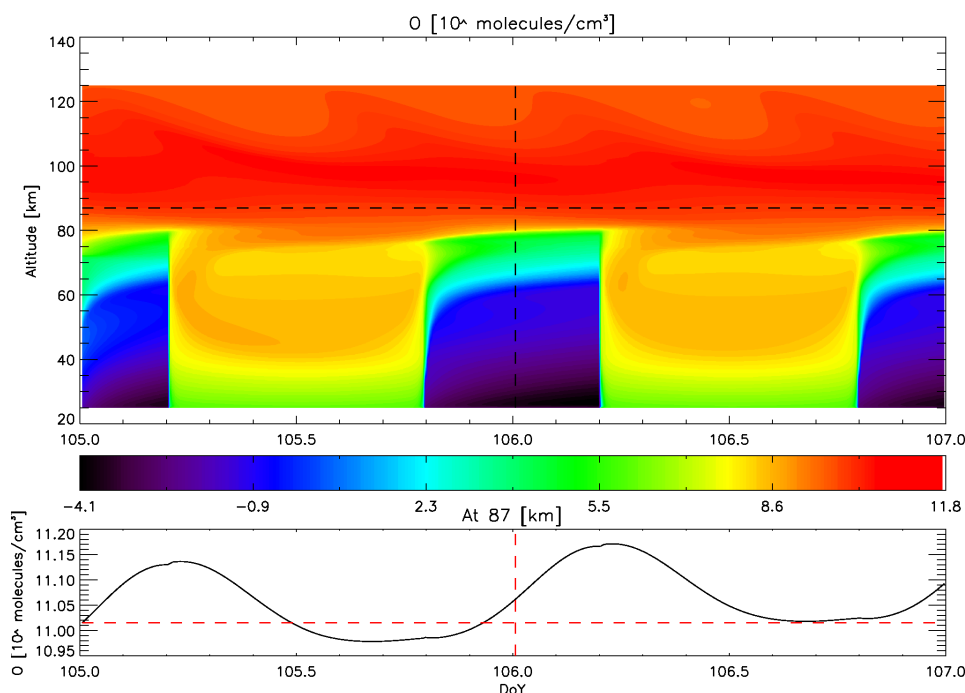 O [10^ molecules/cm³]
140
120
100
80
60
40
20
Altitude [km]
105.0 105.5 106.0 106.5 107.0
-4.1 -0.9 2.3 5.5 8.6 11.8
At 87 [km]
11.20
11.15
11.10
11.05
11.00
10.95
O [10^ molecules/cm³]
105.0 105.5 106.0 106.5 107.0
DoY